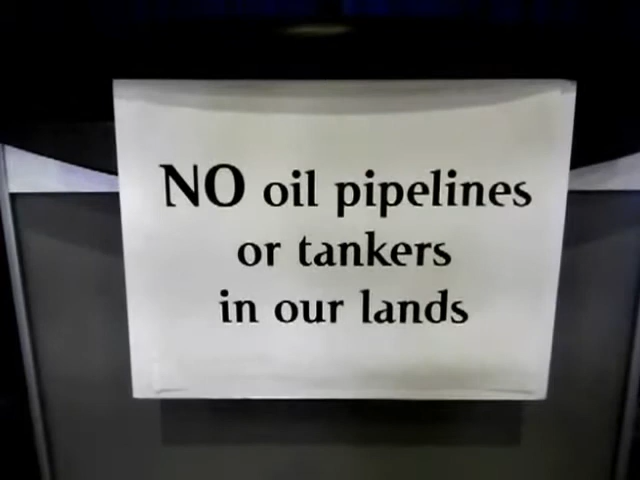 NO oil pipelines
or tankers
in our lands